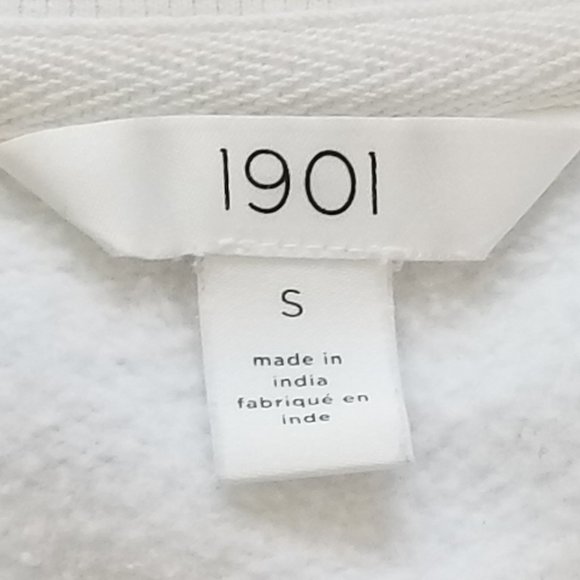 1901
S
made in
india
fabriqué en
inde